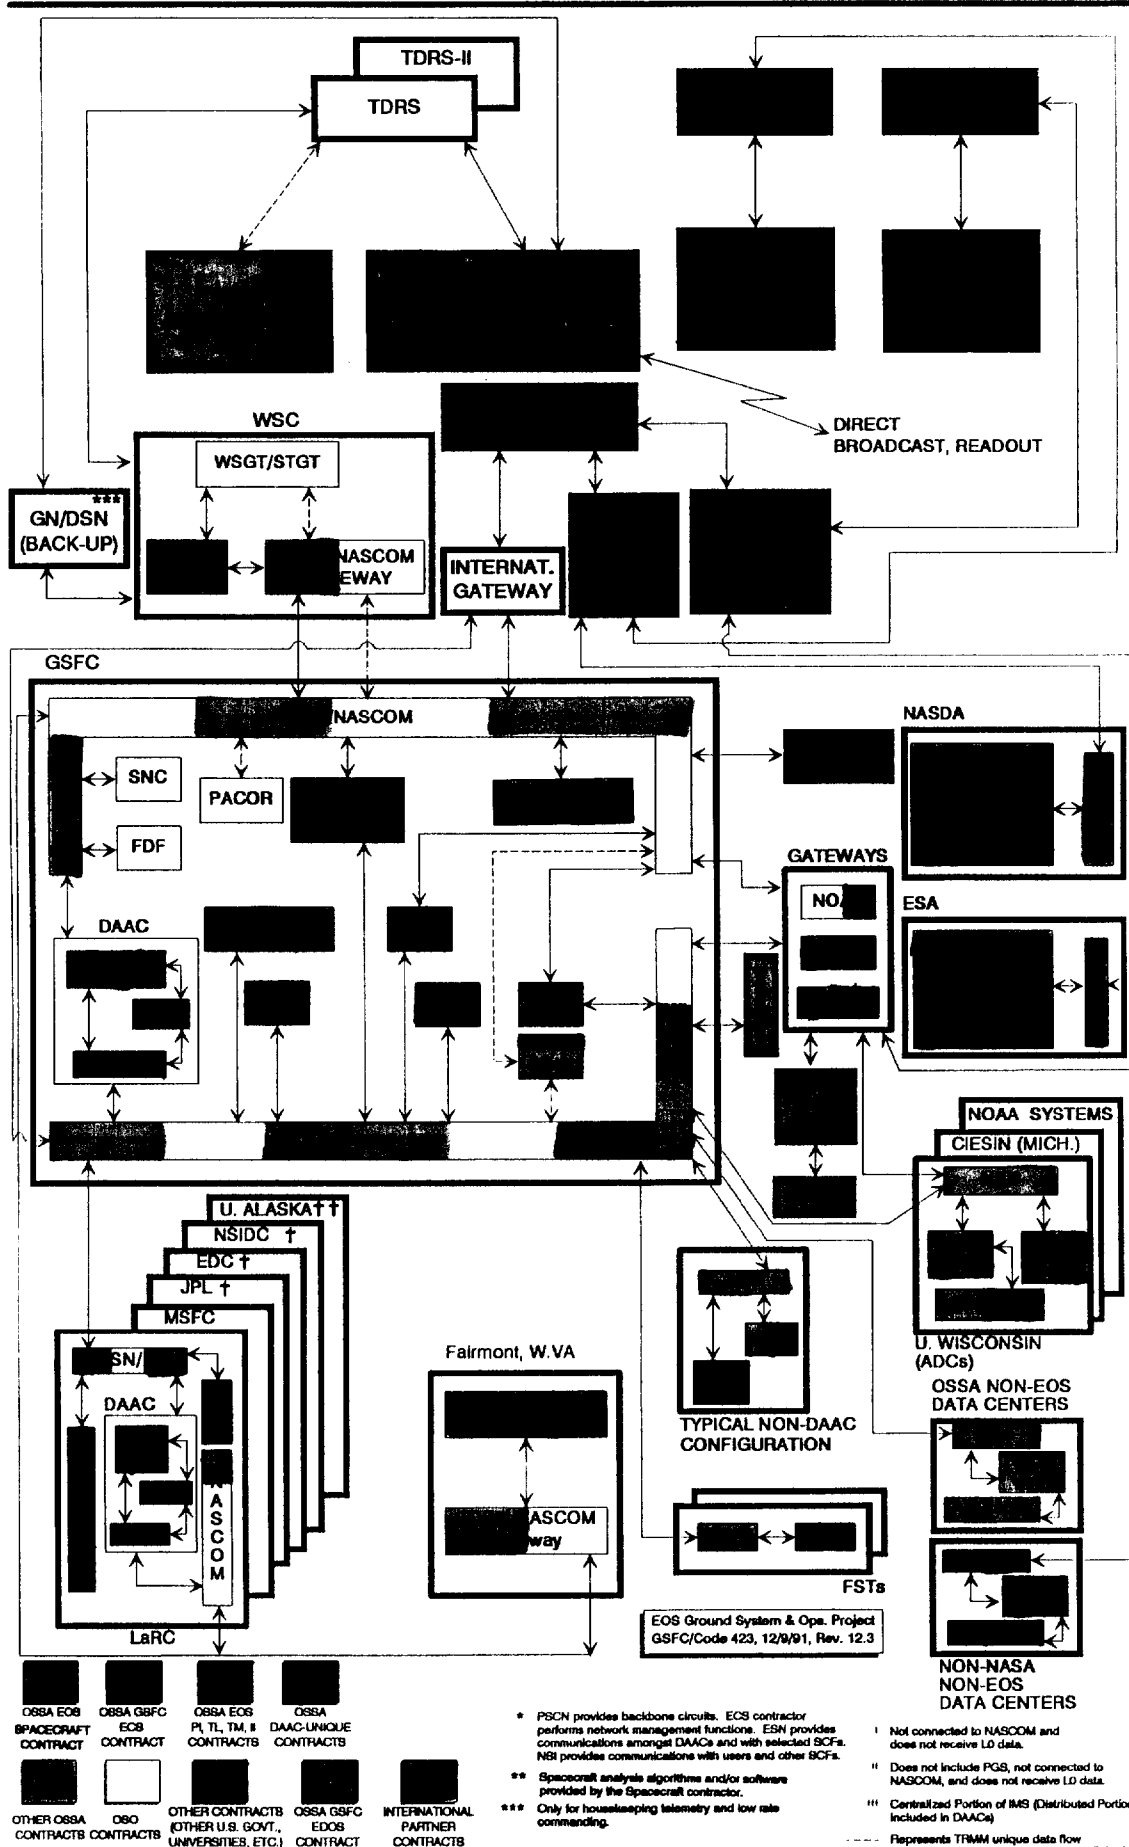 TDRS-II
TDRS
DIRECT
BROADCAST, READOUT
WSC
WSGT/STGT
***
GN/DSN
(BACK-UP)
NASCOM
EWAY
INTERNAT.
GATEWAY
GSFC
NASCOM
SNC
PACOR
FDF
DAAC
NASDA
GATEWAYS
NO
ESA
NOAA SYSTEMS
CIESIN (MICH.)
U. WISCONSIN
(ADCs)
U. ALASKA† †
NSIDC †
EDC †
JPL †
MSFC
SN/
DAAC
NASCOM
LaRC
Fairmont, W.VA
ASCOM
way
TYPICAL NON-DAAC
CONFIGURATION
OSSA NON-EOS
DATA CENTERS
FSTs
EOS Ground System & Ops. Project
GSFC/Code 423, 12/9/91, Rev. 12.3
NON-NASA
NON-EOS
DATA CENTERS
OSSA EOS
SPACECRAFT
CONTRACT
OSSA GSFC
ECS
CONTRACT
OSSA EOS
PI, TL, TM, II
CONTRACTS
OSSA
DAAC-UNIQUE
CONTRACTS
OTHER OSSA
CONTRACTS
OSO
CONTRACTS
OTHER CONTRACTS
(OTHER U.S. GOVT.,
UNIVERSITIES, ETC.)
OSSA GSFC
EDOS
CONTRACT
INTERNATIONAL
PARTNER
CONTRACTS
* PSCN provides backbone circuits. ECS contractor
performs network management functions. ESN provides
communications amongst DAACs and with selected SCFs.
NSI provides communications with users and other SCFs.
** Spacecraft analysis algorithms and/or software
provided by the Spacecraft contractor.
*** Only for housekeeping telemetry and low rate
commanding.
† Not connected to NASCOM and
does not receive L0 data.
†† Does not include PGS, not connected to
NASCOM, and does not receive L0 data.
††† Centralized Portion of IMS (Distributed Portion
included in DAACs)
---- Represents TRMM unique data flow